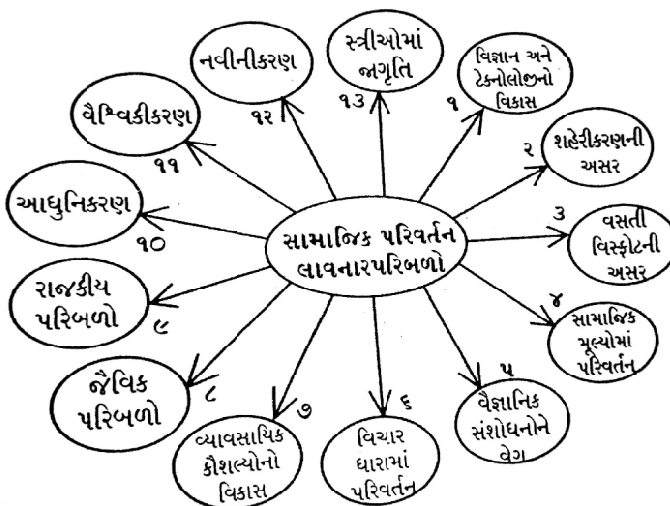 સામાજિક પરિવર્તન
લાવનારપરિબળો
૧
વિજ્ઞાન અને
ટેકનોલોજીનો
વિકાસ
૨
શહેરીકરણની
અસર
૩
વસતી
વિસ્ફોટની
અસર
૪
સામાજિક
મૂલ્યોમાં
પરિવર્તન
૫
વૈજ્ઞાનિક
સંશોધનોને
વેગ
૬
વિચાર
ધારામાં
પરિવર્તન
૭
વ્યાવસાયિક
કૌશલ્યોનો
વિકાસ
૮
જૈવિક
પરિબળો
૯
રાજકીય
પરિબળો
૧૦
આધુનિકરણ
૧૧
વૈશ્વિકીકરણ
૧૨
નવીનીકરણ
૧૩
સ્ત્રીઓમાં
જાગૃતિ